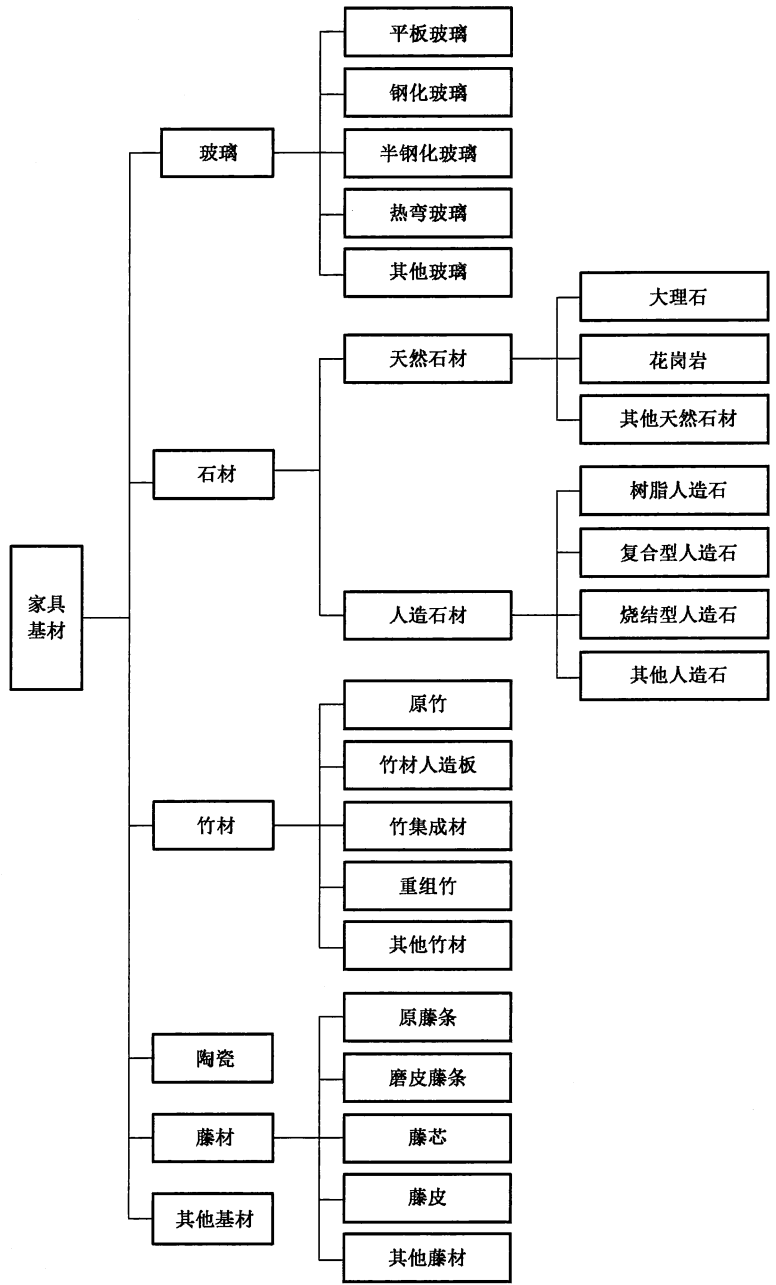 家具
基材
玻璃
平板玻璃
钢化玻璃
半钢化玻璃
热弯玻璃
其他玻璃
石材
天然石材
大理石
花岗岩
其他天然石材
人造石材
树脂人造石
复合型人造石
烧结型人造石
其他人造石
竹材
原竹
竹材人造板
竹集成材
重组竹
其他竹材
陶瓷
藤材
原藤条
磨皮藤条
藤芯
藤皮
其他藤材
其他基材